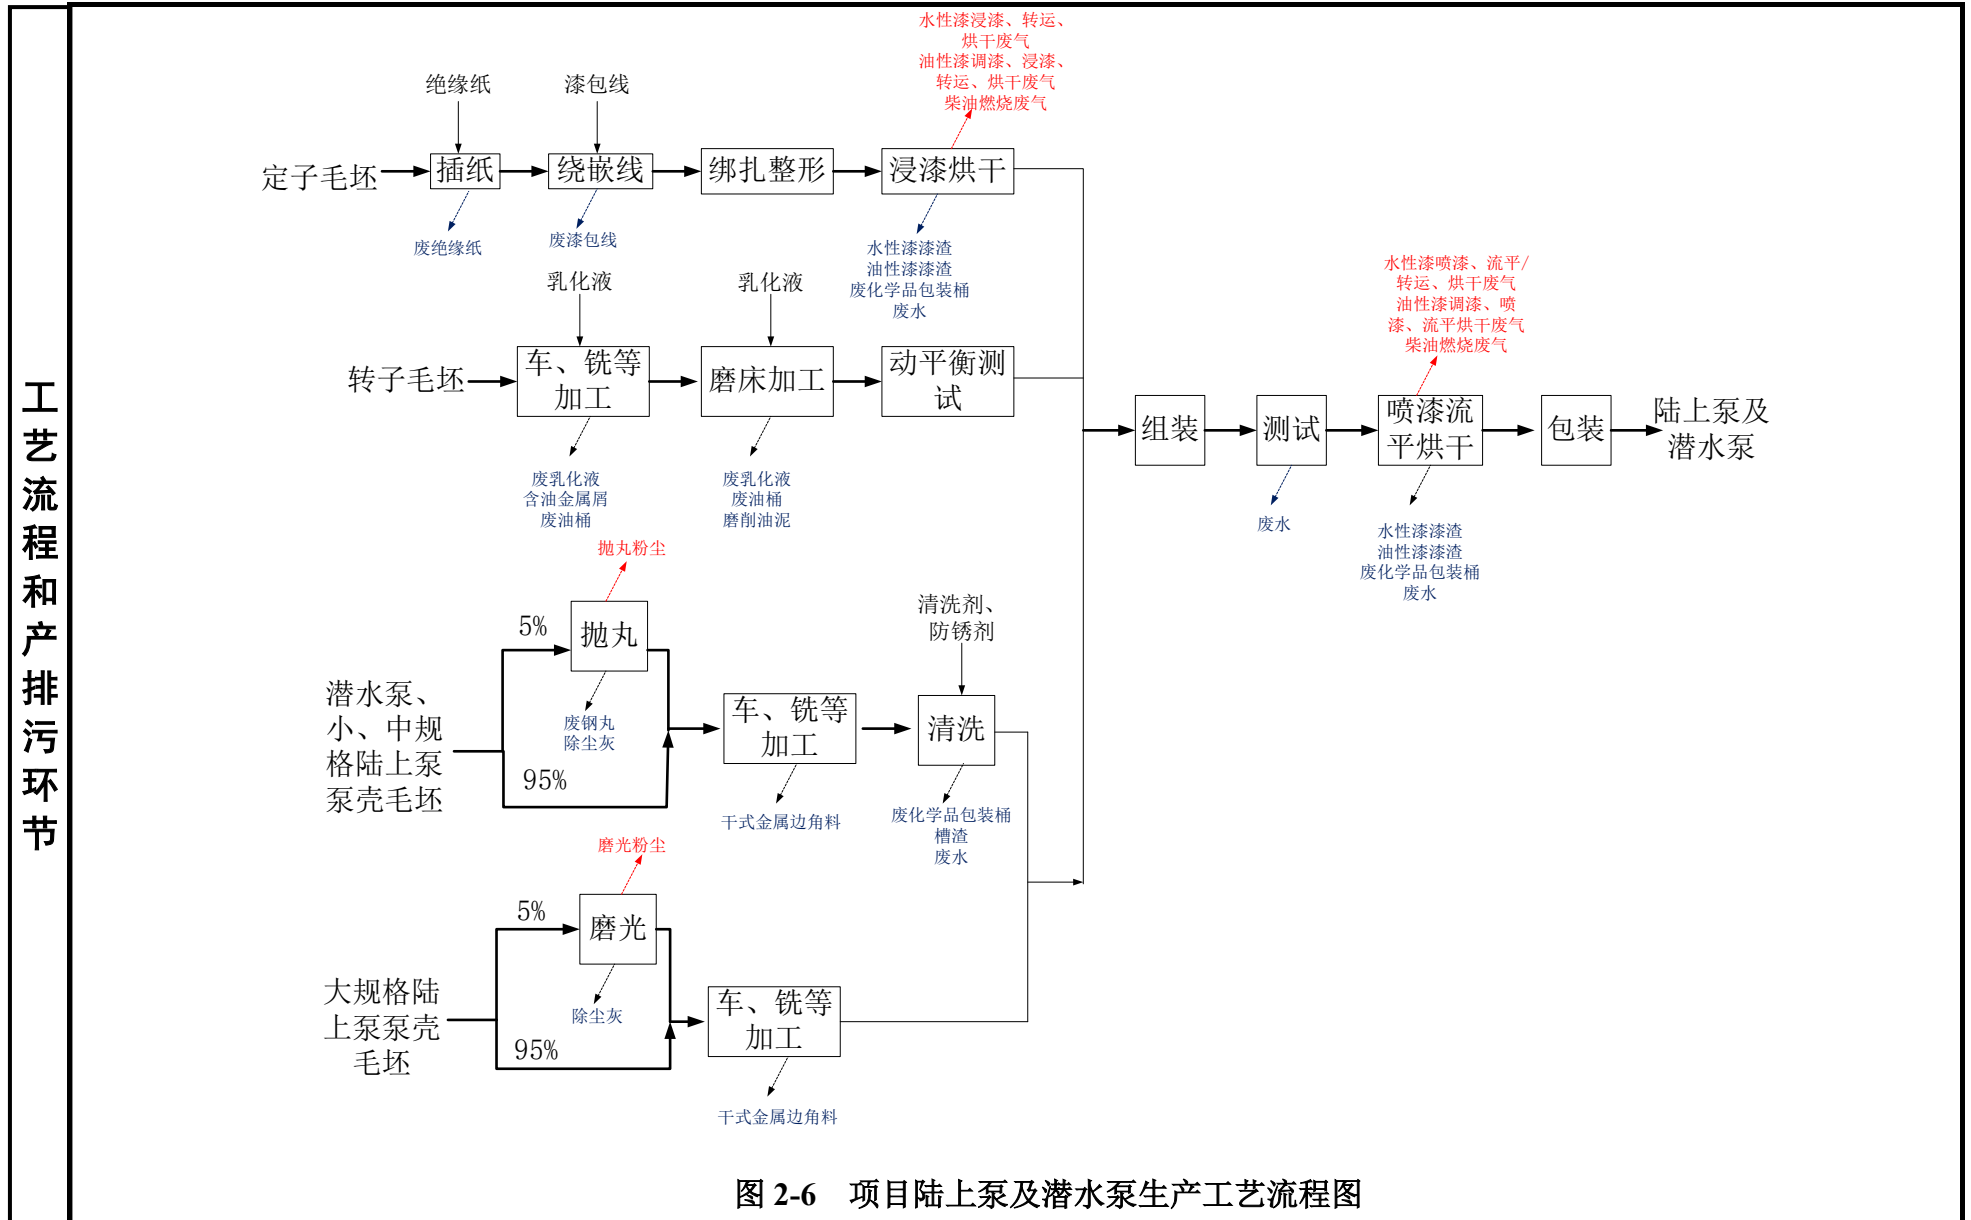 工
艺
流
程
和
产
排
污
环
节
水性漆浸漆、转运、
烘干废气
油性漆调漆、浸漆、
转运、烘干废气
柴油燃烧废气
绝缘纸
漆包线
定子毛坯
插纸
绕嵌线
绑扎整形
浸漆烘干
废绝缘纸
废漆包线
水性漆漆渣
油性漆漆渣
废化学品包装桶
废水
乳化液
乳化液
转子毛坯
车、铣等
加工
磨床加工
动平衡测
试
废乳化液
含油金属屑
废油桶
废乳化液
废油桶
磨削油泥
水性漆喷漆、流平/
转运、烘干废气
油性漆调漆、喷
漆、流平烘干废气
柴油燃烧废气
组装
测试
喷漆流
平烘干
包装
陆上泵及
潜水泵
废水
水性漆漆渣
油性漆漆渣
废化学品包装桶
废水
抛丸粉尘
5%
抛丸
清洗剂、
防锈剂
潜水泵、
小、中规
格陆上泵
泵壳毛坯
废钢丸
除尘灰
95%
车、铣等
加工
清洗
干式金属边角料
废化学品包装桶
槽渣
废水
磨光粉尘
5%
磨光
大规格陆
上泵泵壳
毛坯
除尘灰
95%
车、铣等
加工
干式金属边角料
图 2-6 项目陆上泵及潜水泵生产工艺流程图